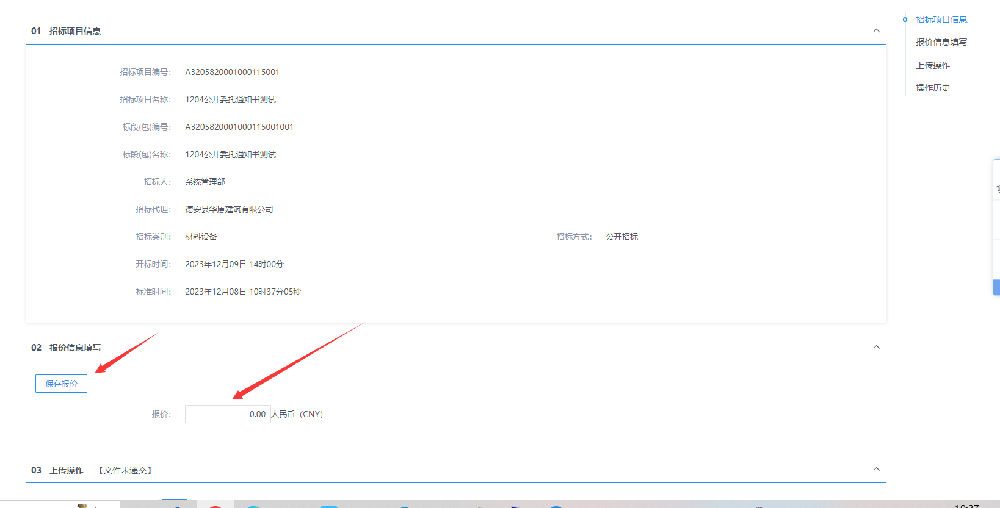 01 招标项目信息
招标项目编号： A3205820001000115001
招标项目名称： 1204公开委托通知书测试
标段(包)编号： A3205820001000115001001
标段(包)名称： 1204公开委托通知书测试
招标人： 系统管理部
招标代理： 德安县华厦建筑有限公司
招标类别： 材料设备 招标方式： 公开招标
开标时间： 2023年12月09日 14时00分
标准时间： 2023年12月08日 10时37分05秒
02 报价信息填写
保存报价
报价： 0.00 人民币（CNY）
03 上传操作 【文件未递交】
招标项目信息
报价信息填写
上传操作
操作历史